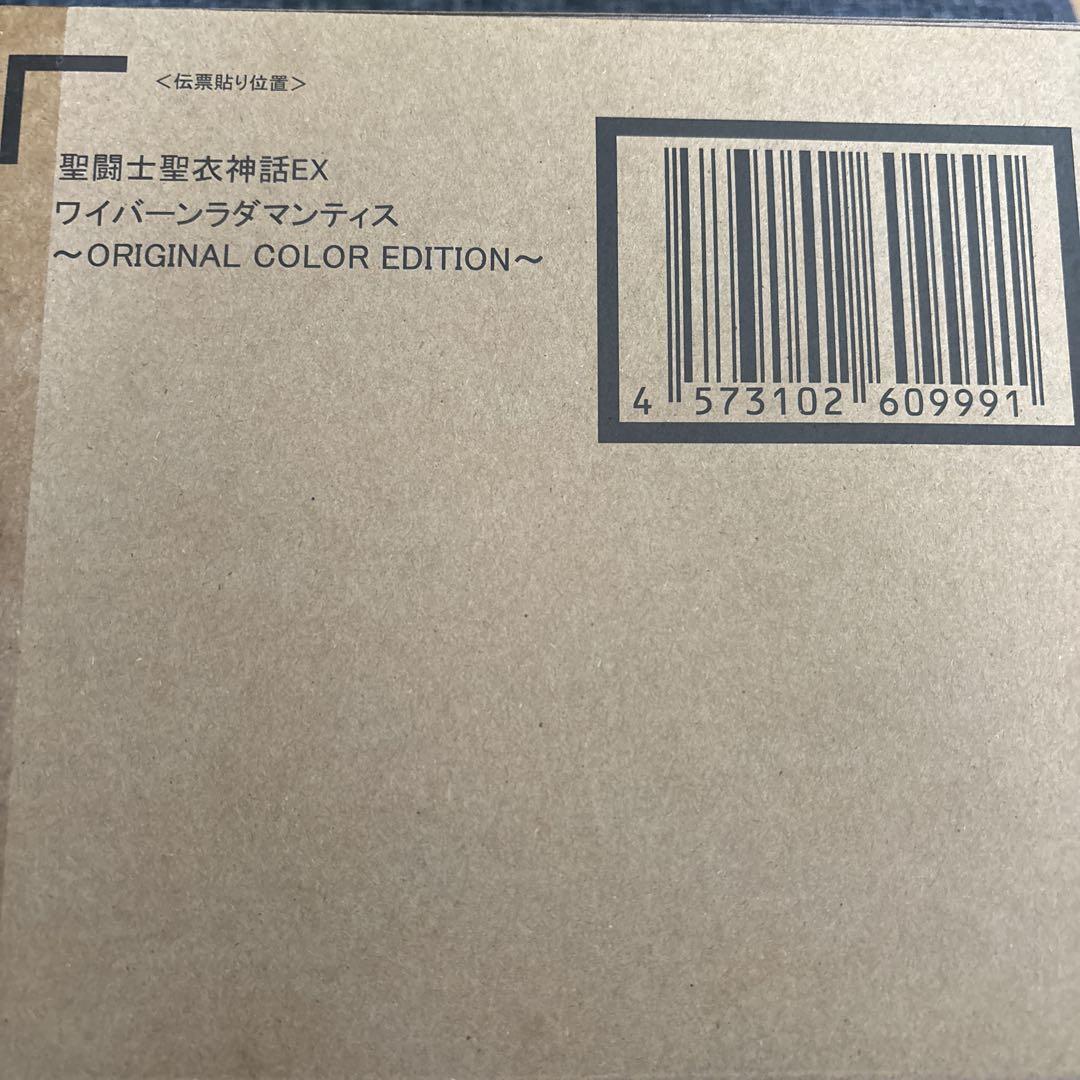 ＜伝票貼り位置＞
聖闘士聖衣神話EX
ワイバーンラダマンティス
～ORIGINAL COLOR EDITION～
4 573102 609991